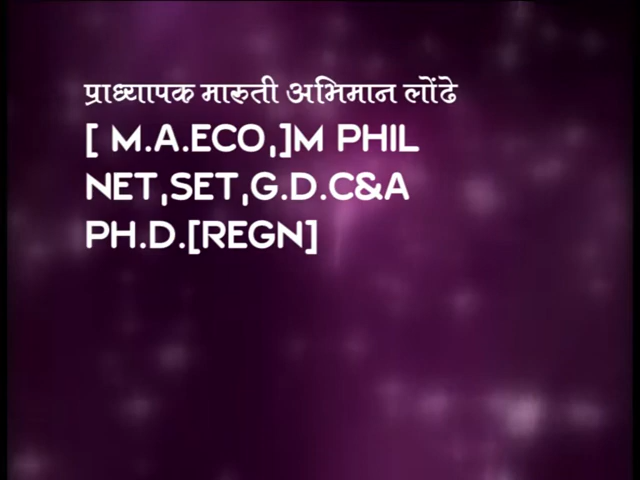 प्राध्यापक मारुती अभिमान लोंढे
[ M.A.ECO,]M PHIL
NET,SET,G.D.C&A
PH.D.[REGN]